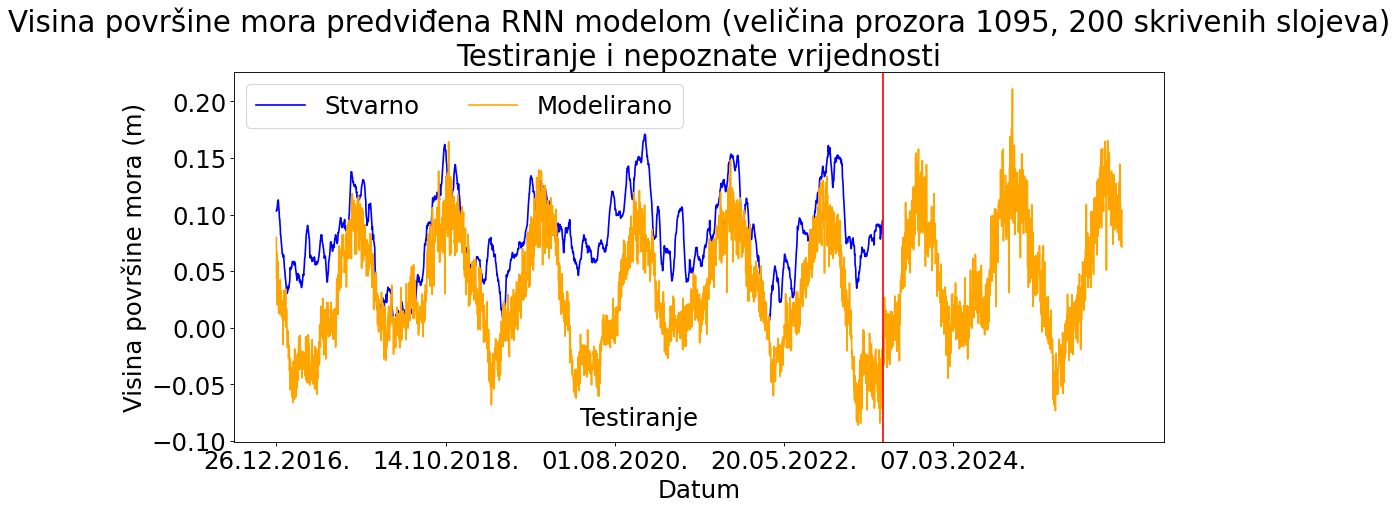 Visina površine mora predviđena RNN modelom (veličina prozora 1095, 200 skrivenih slojeva)
Testiranje i nepoznate vrijednosti
Stvarno
Modelirano
Visina površine mora (m)
0.20
0.15
0.10
0.05
0.00
−0.05
−0.10
Testiranje
26.12.2016.
14.10.2018.
01.08.2020.
20.05.2022.
07.03.2024.
Datum